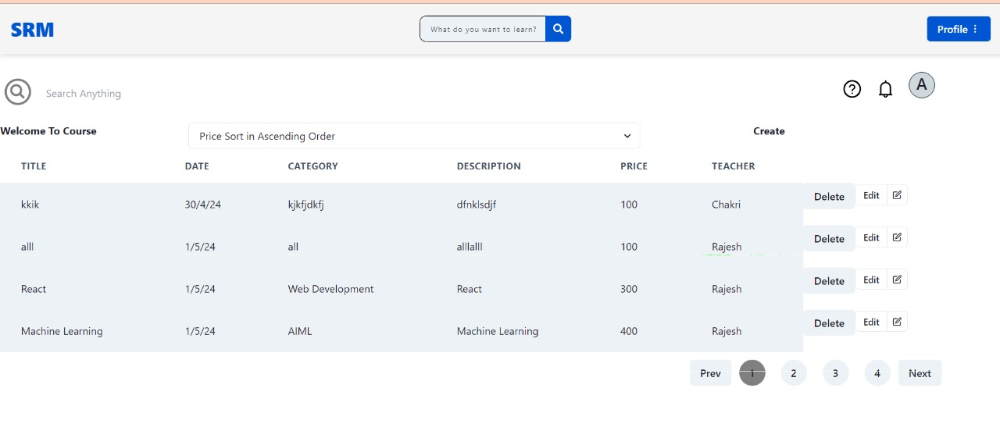 SRM What do you want to learn? Profile
Search Anything A
Welcome To Course Price Sort in Ascending Order Create
TITLE DATE CATEGORY DESCRIPTION PRICE TEACHER
kkik 30/4/24 kjkfjdkfj dfnklsdjf 100 Chakri Delete Edit
alll 1/5/24 all alllalll 100 Rajesh Delete Edit
React 1/5/24 Web Development React 300 Rajesh Delete Edit
Machine Learning 1/5/24 AIML Machine Learning 400 Rajesh Delete Edit
Prev 1 2 3 4 Next